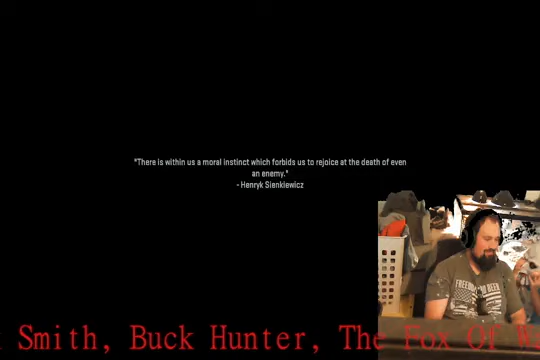 "There is within us a moral instinct which forbids us to rejoice at the death of even
an enemy."
- Henryk Sienkiewicz
Smith, Buck Hunter, The Fox Of